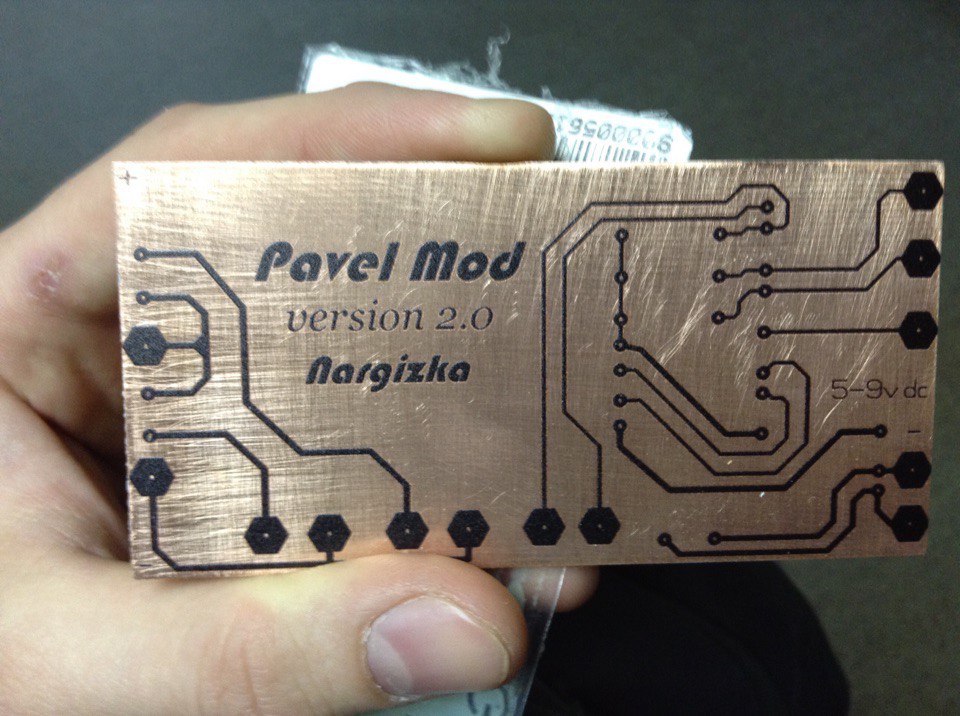 Pavel Mod
version 2.0
Nargizka
5-9v dc
-